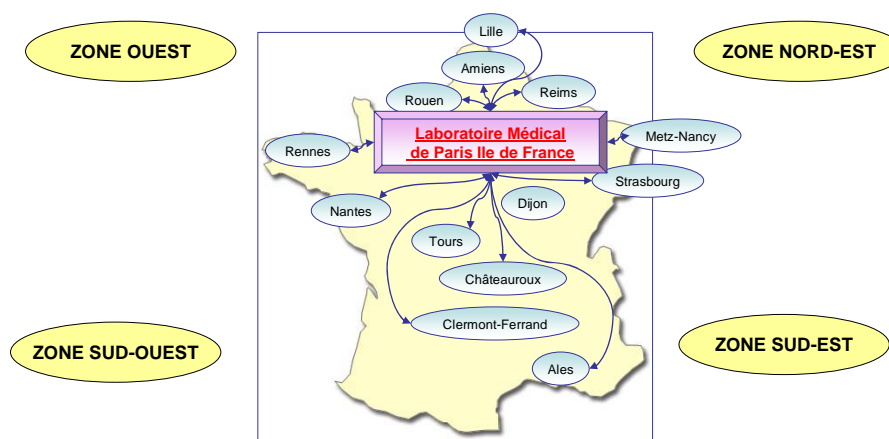 Lille
ZONE OUEST
ZONE NORD-EST
Amiens
Reims
Rouen
Laboratoire Médical
de Paris Ile de France
Metz-Nancy
Rennes
Strasbourg
Dijon
Nantes
Tours
Châteauroux
Clermont-Ferrand
ZONE SUD-OUEST
ZONE SUD-EST
Ales